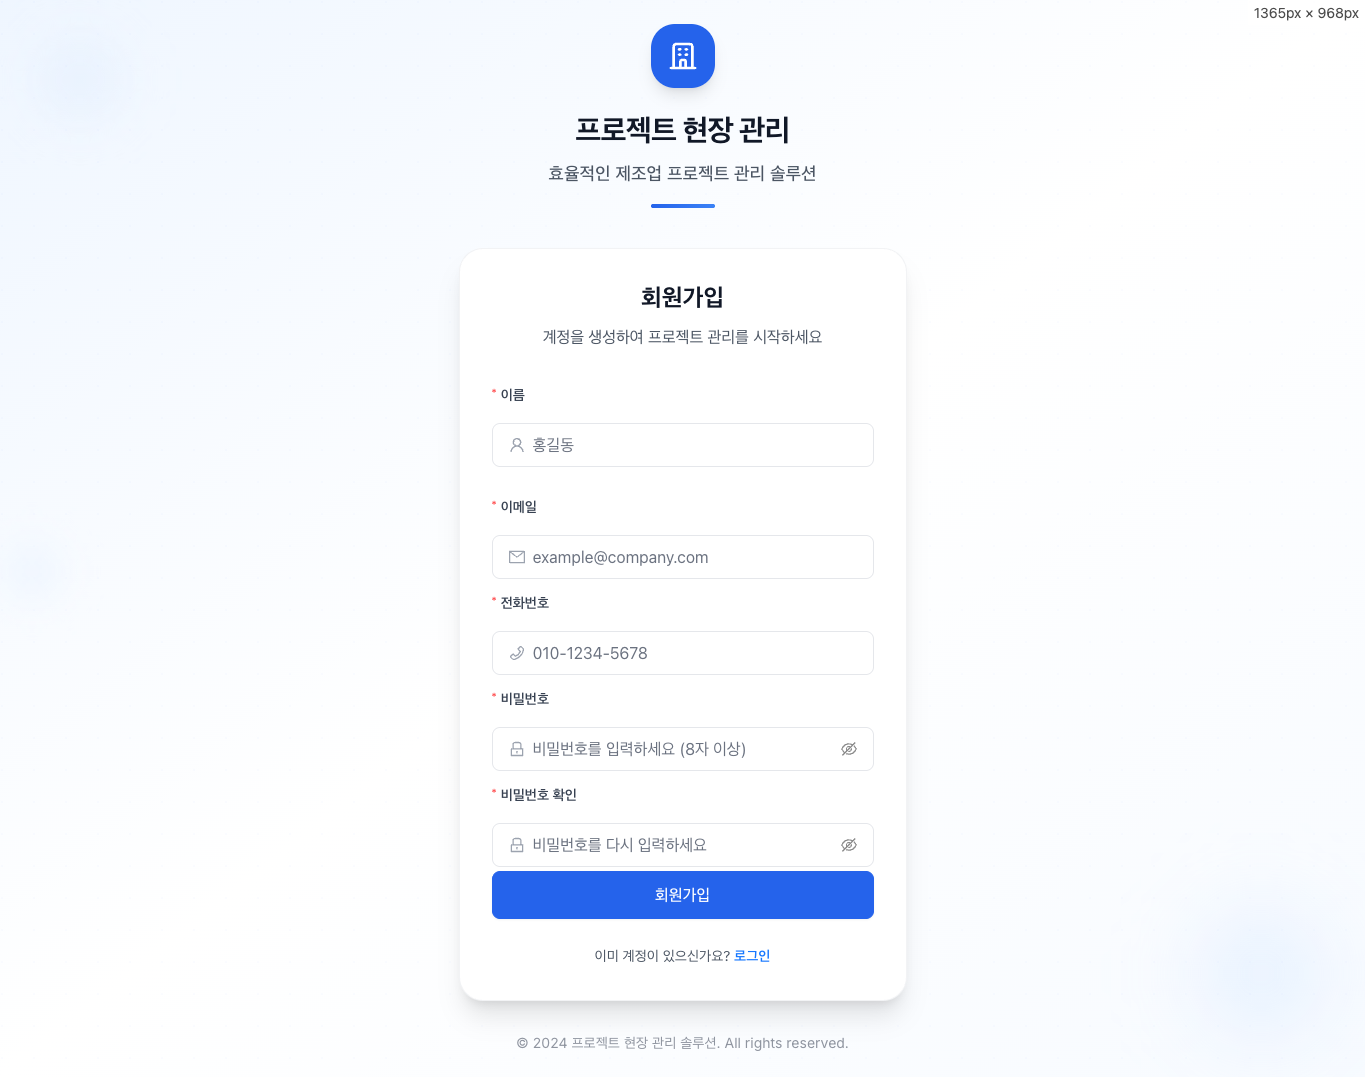 1365px × 968px
프로젝트 현장 관리
효율적인 제조업 프로젝트 관리 솔루션
회원가입
계정을 생성하여 프로젝트 관리를 시작하세요
* 이름
홍길동
* 이메일
example@company.com
* 전화번호
010-1234-5678
* 비밀번호
비밀번호를 입력하세요 (8자 이상)
* 비밀번호 확인
비밀번호를 다시 입력하세요
회원가입
이미 계정이 있으신가요? 로그인
© 2024 프로젝트 현장 관리 솔루션. All rights reserved.